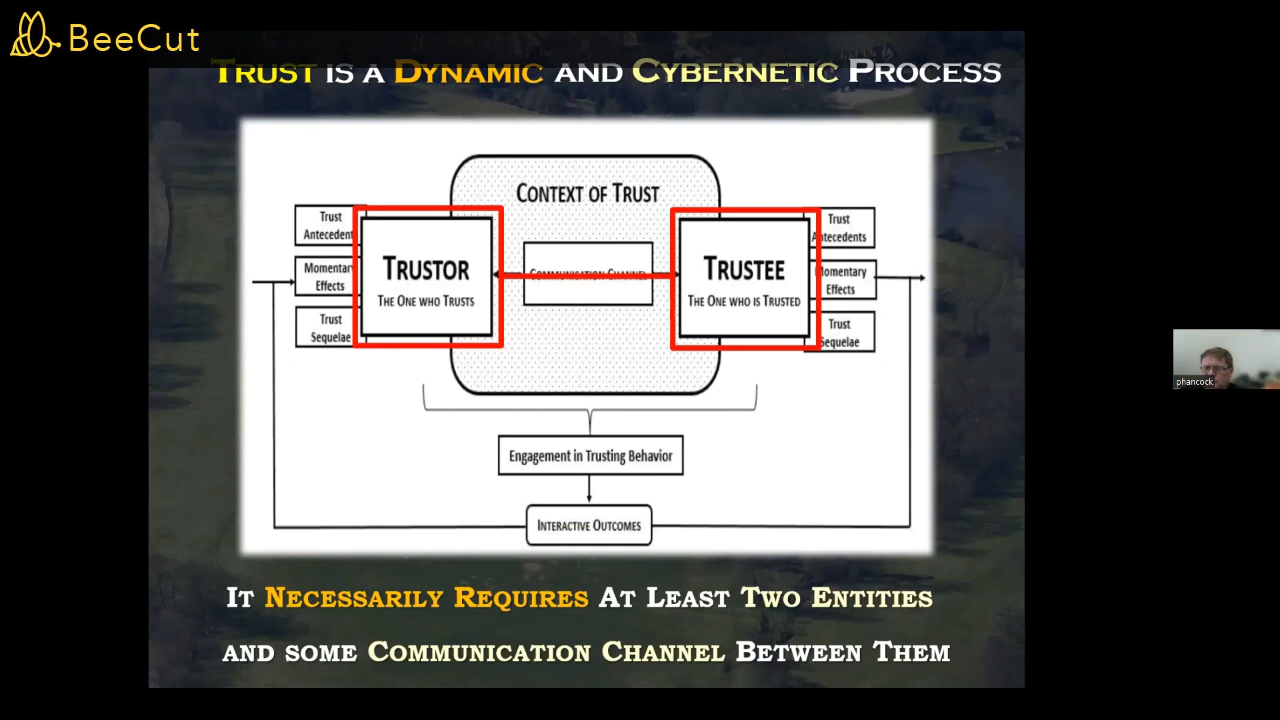 BeeCut
TRUST IS A DYNAMIC AND CYBERNETIC PROCESS
CONTEXT OF TRUST
Trust
Antecedent
Momentary
Effects
Trust
Sequelae
TRUSTOR
THE ONE WHO TRUSTS
COMMUNICATION CHANNEL
TRUSTEE
THE ONE WHO IS TRUSTED
Trust
Antecedents
Momentary
Effects
Trust
Sequelae
Engagement in Trusting Behavior
INTERACTIVE OUTCOMES
IT NECESSARILY REQUIRES AT LEAST TWO ENTITIES
AND SOME COMMUNICATION CHANNEL BETWEEN THEM
phancock